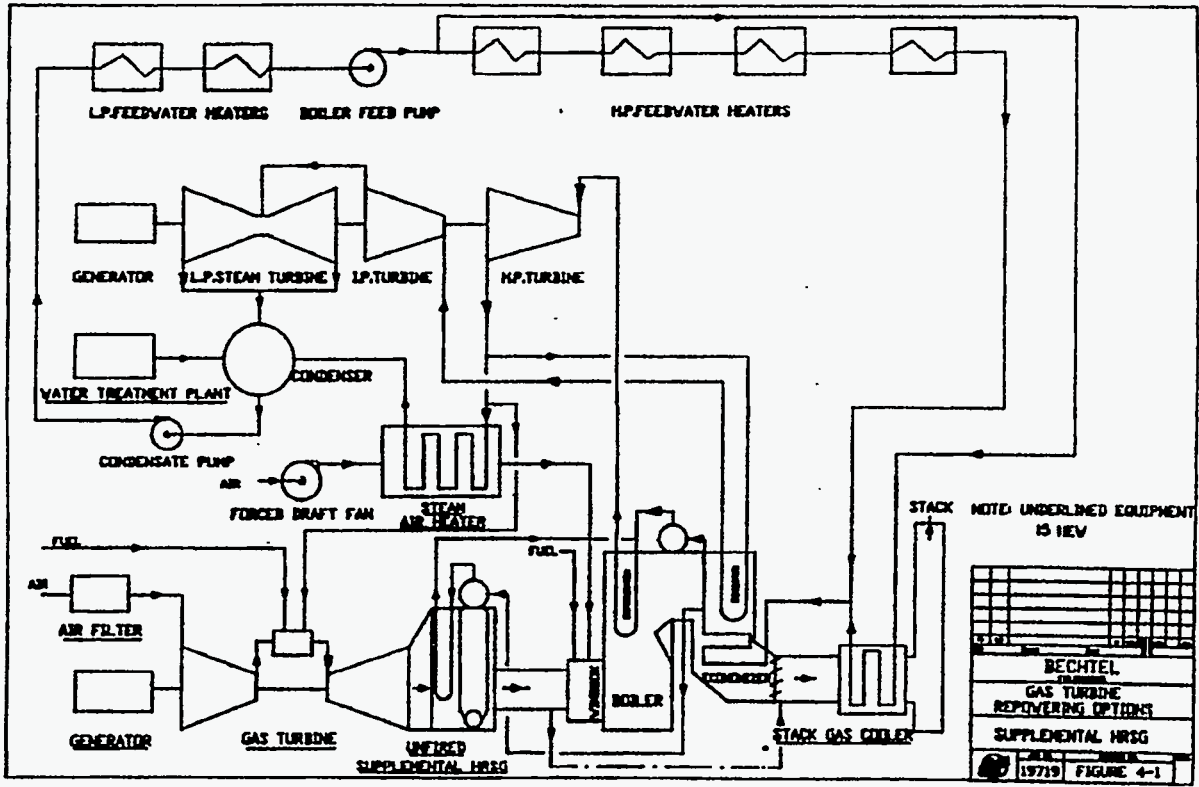 L.P.FEEDWATER HEATERS
BOILER FEED PUMP
H.P.FEEDWATER HEATERS
GENERATOR
L.P.STEAM TURBINE
I.P.TURBINE
H.P.TURBINE
CONDENSER
WATER TREATMENT PLANT
CONDENSATE PUMP
AIR
FORCED DRAFT FAN
STEAM
AIR HEATER
STACK
NOTE: UNDERLINED EQUIPMENT
IS NEW
FUEL
FUEL
AIR
AIR FILTER
GENERATOR
GAS TURBINE
UNFIRED
SUPPLEMENTAL HRSG
WINDBOX
BOILER
ECONOMIZER
STACK GAS COOLER
BECHTEL
GAS TURBINE
REPOWERING OPTIONS
SUPPLEMENTAL HRSG
19719
FIGURE 4-1